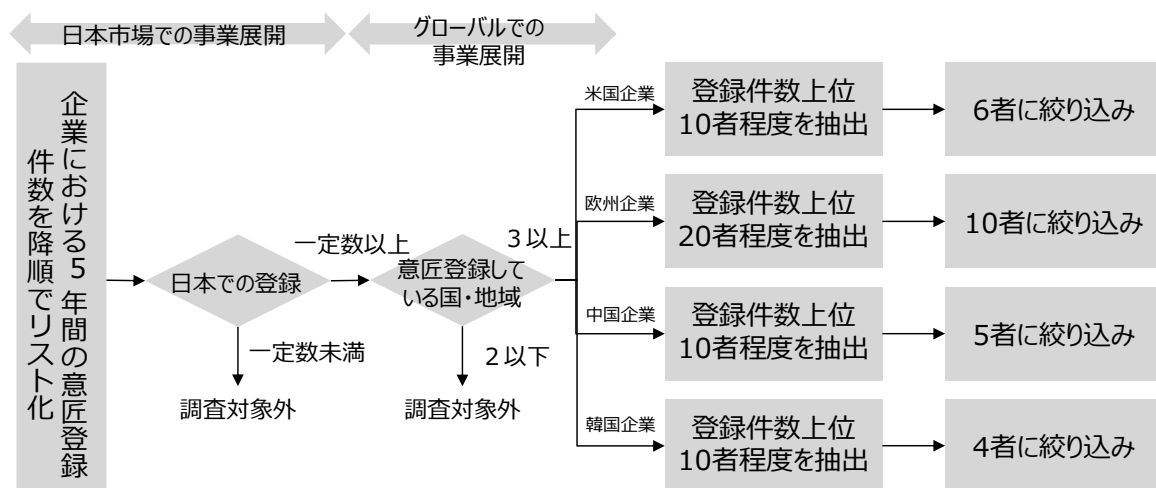 日本市場での事業展開
グローバルでの
事業展開
企業における５年間の意匠登録
件数を降順でリスト化
日本での登録
一定数以上
一定数未満
調査対象外
意匠登録して
いる国・地域
３以上
２以下
調査対象外
米国企業
登録件数上位
10者程度を抽出
6者に絞り込み
欧州企業
登録件数上位
20者程度を抽出
10者に絞り込み
中国企業
登録件数上位
10者程度を抽出
5者に絞り込み
韓国企業
登録件数上位
10者程度を抽出
4者に絞り込み